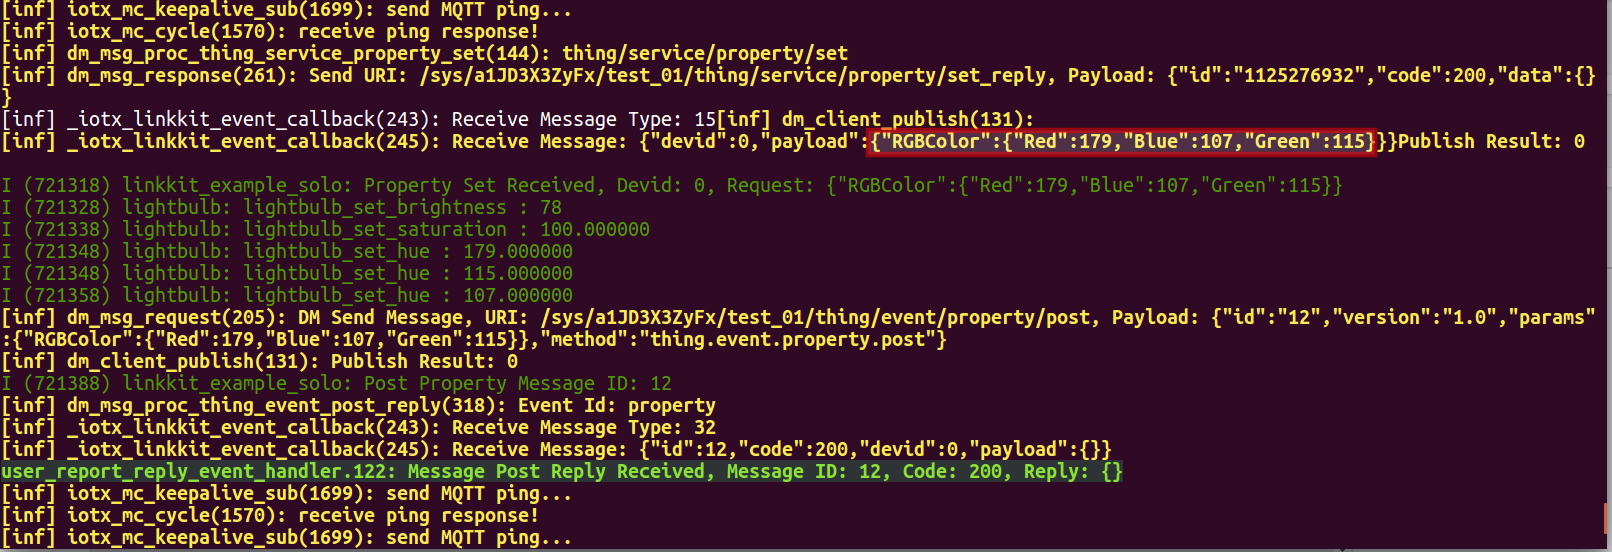 [inf] iotx_mc_keepalive_sub(1699): send MQTT ping...
[inf] iotx_mc_cycle(1570): receive ping response!
[inf] dm_msg_proc_thing_service_property_set(144): thing/service/property/set
[inf] dm_msg_response(261): Send URI: /sys/a1JD3X3ZyFx/test_01/thing/service/property/set_reply, Payload: {"id":"1125276932","code":200,"data":{}
}
[inf] _iotx_linkkit_event_callback(243): Receive Message Type: 15[inf] dm_client_publish(131):
[inf] _iotx_linkkit_event_callback(245): Receive Message: {"devid":0,"payload":{"RGBColor":{"Red":179,"Blue":107,"Green":115}}}Publish Result: 0
I (721318) linkkit_example_solo: Property Set Received, Devid: 0, Request: {"RGBColor":{"Red":179,"Blue":107,"Green":115}}
I (721328) lightbulb: lightbulb_set_brightness : 78
I (721338) lightbulb: lightbulb_set_saturation : 100.000000
I (721348) lightbulb: lightbulb_set_hue : 179.000000
I (721348) lightbulb: lightbulb_set_hue : 115.000000
I (721358) lightbulb: lightbulb_set_hue : 107.000000
[inf] dm_msg_request(205): DM Send Message, URI: /sys/a1JD3X3ZyFx/test_01/thing/event/property/post, Payload: {"id":"12","version":"1.0","params"
:{"RGBColor":{"Red":179,"Blue":107,"Green":115}},"method":"thing.event.property.post"}
[inf] dm_client_publish(131): Publish Result: 0
I (721388) linkkit_example_solo: Post Property Message ID: 12
[inf] dm_msg_proc_thing_event_post_reply(318): Event Id: property
[inf] _iotx_linkkit_event_callback(243): Receive Message Type: 32
[inf] _iotx_linkkit_event_callback(245): Receive Message: {"id":12,"code":200,"devid":0,"payload":{}}
user_report_reply_event_handler.122: Message Post Reply Received, Message ID: 12, Code: 200, Reply: {}
[inf] iotx_mc_keepalive_sub(1699): send MQTT ping...
[inf] iotx_mc_cycle(1570): receive ping response!
[inf] iotx_mc_keepalive_sub(1699): send MQTT ping...